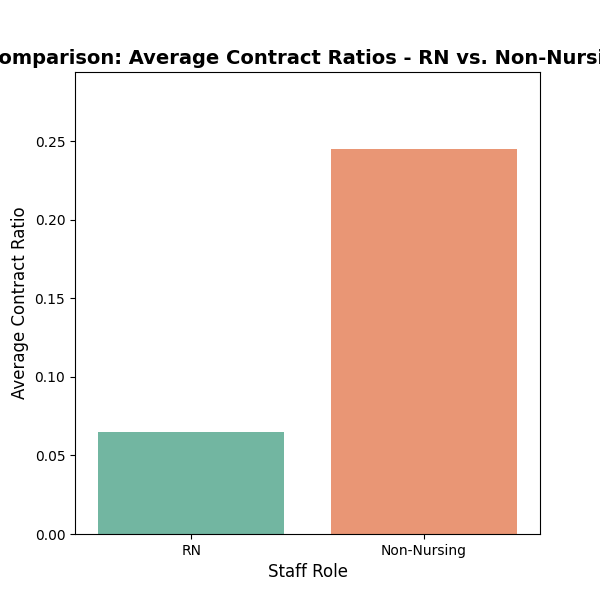 omparison: Average Contract Ratios - RN vs. Non-Nursi
0.25
0.20
0.15
0.10
0.05
0.00
Average Contract Ratio
RN Non-Nursing
Staff Role